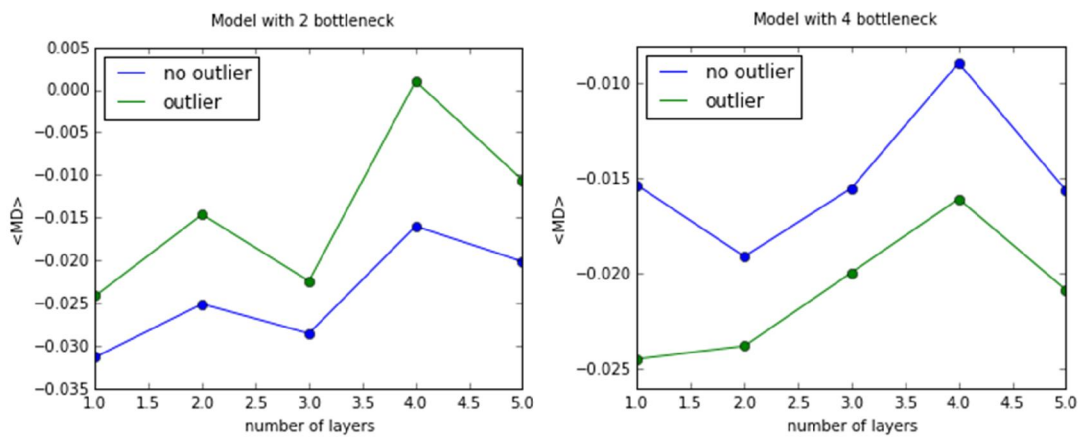 Model with 2 bottleneck
0.005
0.000
−0.005
−0.010
−0.015
−0.020
−0.025
−0.030
−0.035
<MD>
no outlier
outlier
1.0 1.5 2.0 2.5 3.0 3.5 4.0 4.5 5.0
number of layers
Model with 4 bottleneck
−0.010
−0.015
−0.020
−0.025
<MD>
no outlier
outlier
1.0 1.5 2.0 2.5 3.0 3.5 4.0 4.5 5.0
number of layers